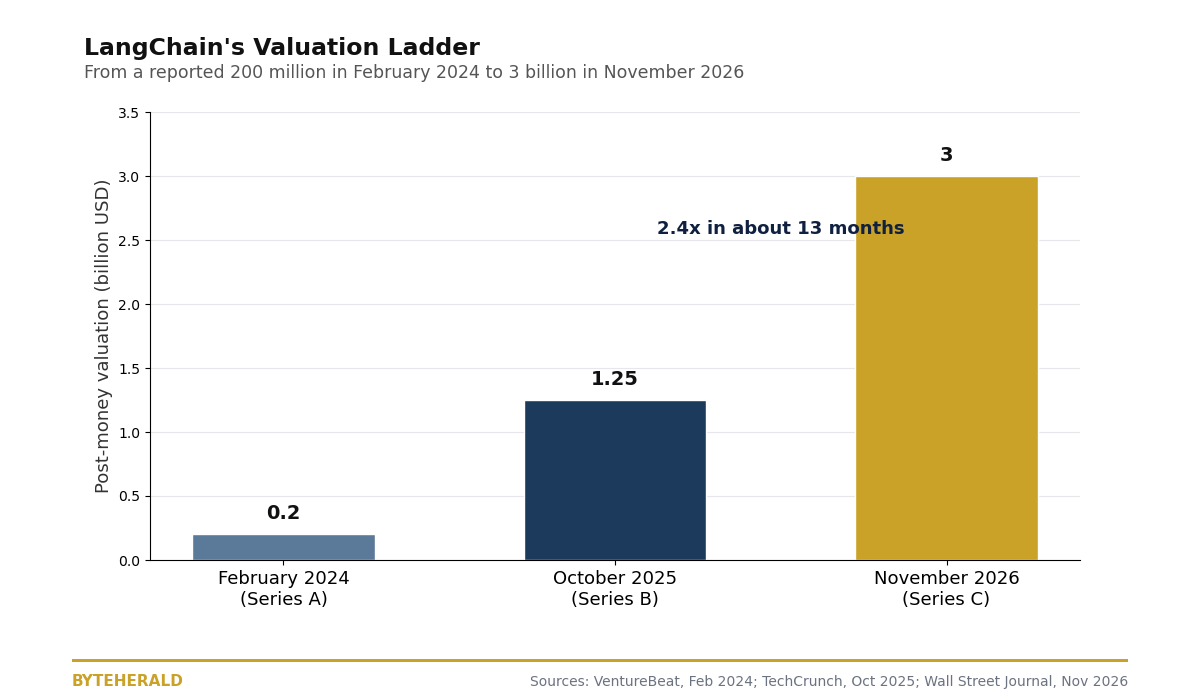 LangChain's Valuation Ladder
From a reported 200 million in February 2024 to 3 billion in November 2026
Post-money valuation (billion USD)
3.5
3.0
2.5
2.0
1.5
1.0
0.5
0.0
0.2
1.25
3
2.4x in about 13 months
February 2024
(Series A)
October 2025
(Series B)
November 2026
(Series C)
BYTEHERALD
Sources: VentureBeat, Feb 2024; TechCrunch, Oct 2025; Wall Street Journal, Nov 2026